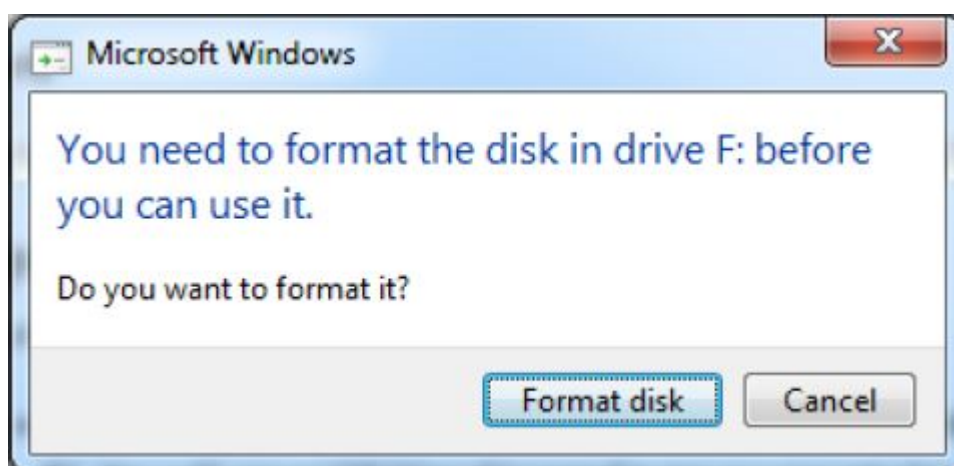 Microsoft Windows
You need to format the disk in drive F: before
you can use it.
Do you want to format it?
Format disk
Cancel